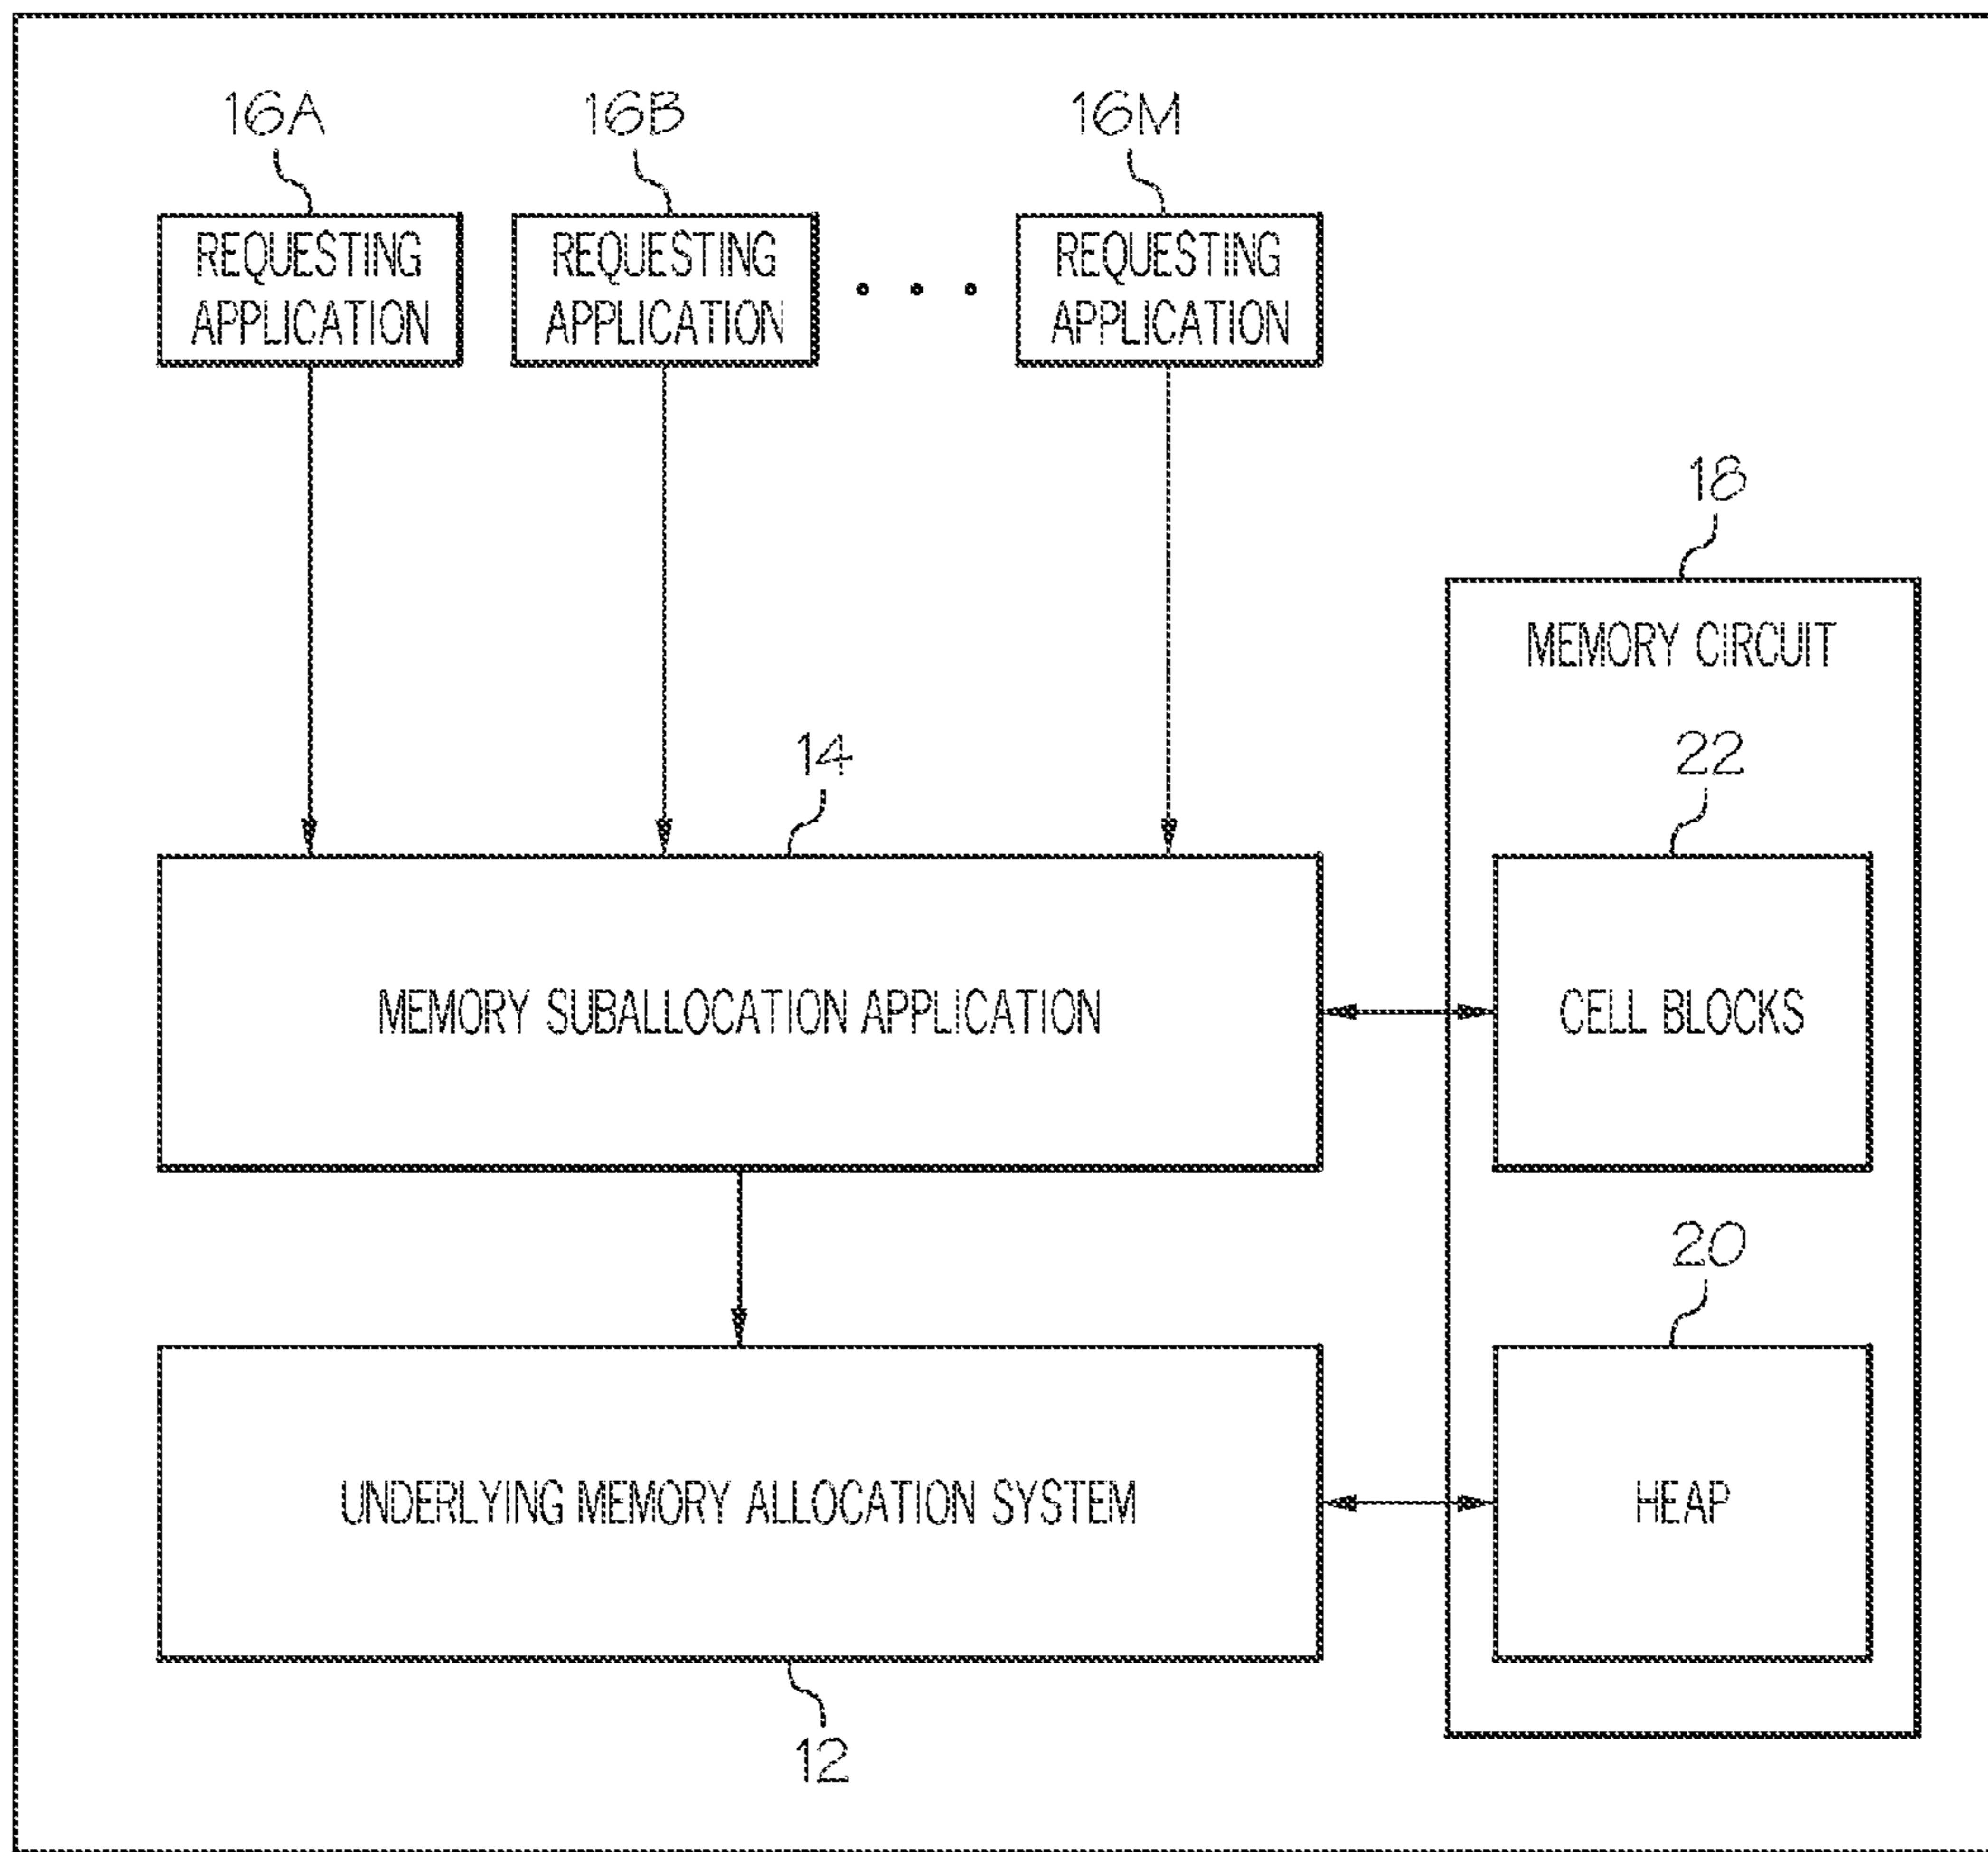 16A
16B
16M
REQUESTING
APPLICATION
REQUESTING
APPLICATION
REQUESTING
APPLICATION
18
MEMORY CIRCUIT
14
22
MEMORY SUBALLOCATION APPLICATION
CELL BLOCKS
20
UNDERLYING MEMORY ALLOCATION SYSTEM
HEAP
12